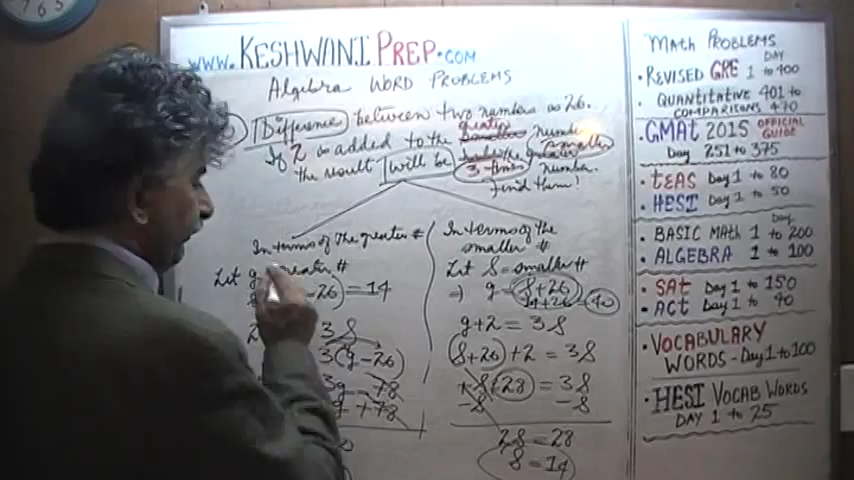 www.KESHWANIPREP.COM
Algebra WORD PROBLEMS
Difference between two numbers is 26.
If 2 is added to the greater number
the result will be 3 times the smaller number.
Find them!
In terms of the greater #
Let g = greater #
-26) = 14
3s
3(g-26)
3g - 78
+78
In terms of the
smaller #
Let s = smaller #
⇒ g = s+26
14+26 = 40
g+2 = 3s
(s+26)+2 = 3s
+s+28 = 3s
-s -s
2s = 28
s = 14
Math PROBLEMS
DAY
• REVISED GRE 1 to 400
• QUANTITATIVE 401 to
COMPARISONS 470
• GMAT 2015 OFFICIAL GUIDE
Day 251 to 375
• TEAS Day 1 to 80
• HESI Day 1 to 50
DAY
• BASIC MATH 1 to 200
• ALGEBRA 1 to 100
• SAT Day 1 to 150
• ACT Day 1 to 40
• VOCABULARY
WORDS - Day 1 to 100
• HESI VOCAB WORDS
DAY 1 to 25